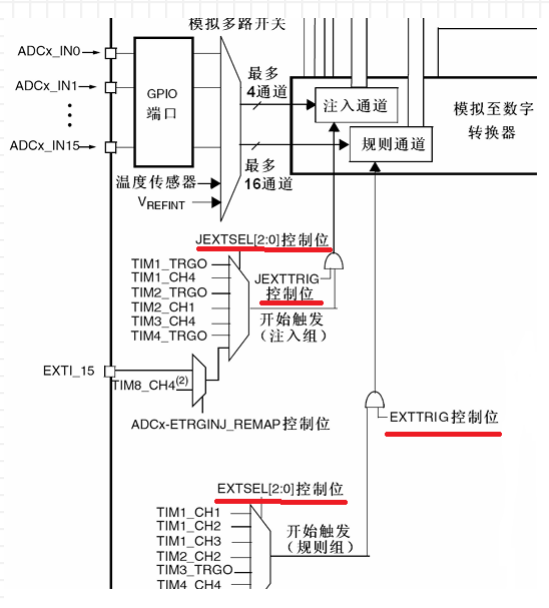 模拟多路开关
ADCx_IN0
ADCx_IN1
ADCx_IN15
GPIO
端口
最多
4通道
最多
16通道
注入通道
规则通道
模拟至数字
转换器
温度传感器
VREFINT
JEXTSEL[2:0]控制位
TIM1_TRGO
TIM1_CH4
TIM2_TRGO
TIM2_CH1
TIM3_CH4
TIM4_TRGO
JEXTTRIG
控制位
开始触发
(注入组)
EXTI_15
TIM8_CH4(2)
ADCx-ETRGINJ_REMAP控制位
EXTTRIG控制位
EXTSEL[2:0]控制位
TIM1_CH1
TIM1_CH2
TIM1_CH3
TIM2_CH2
TIM3_TRGO
TIM4_CH4
开始触发
(规则组)